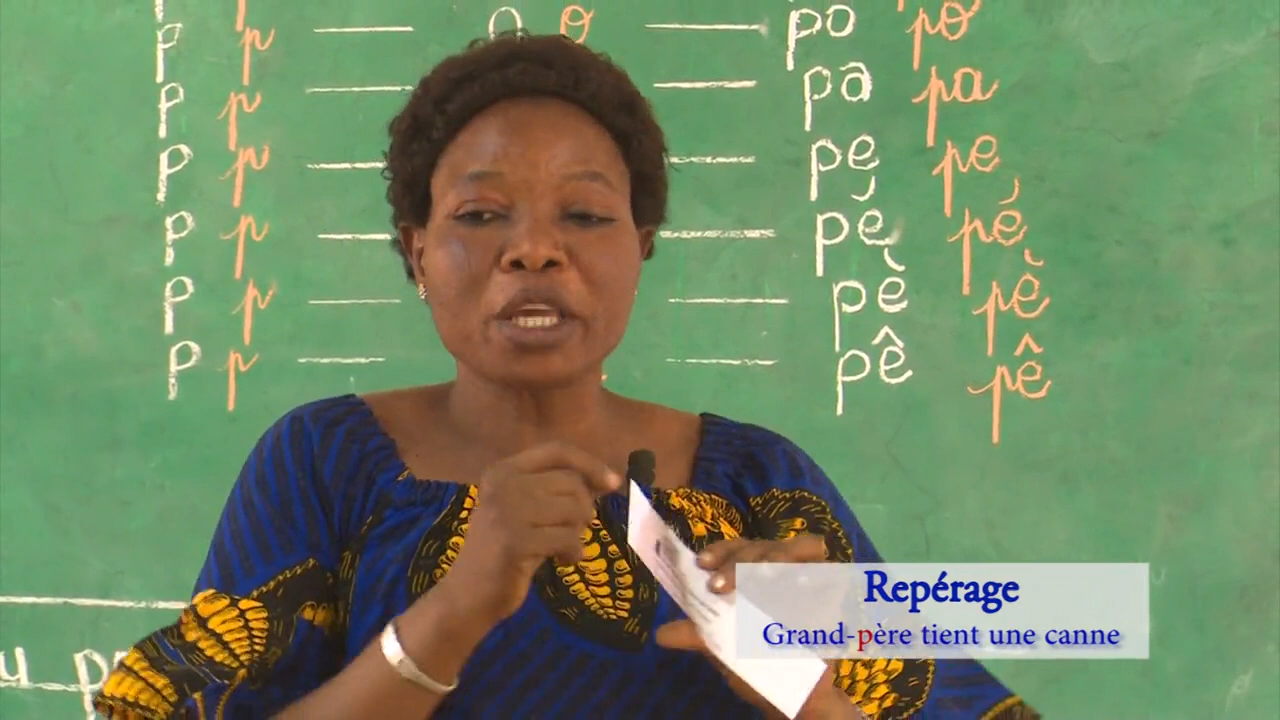 p p o o po po
p p pa pa
p p pe pe
p p pé pé
p p pè pè
p p pê pê
Repérage
Grand-père tient une canne